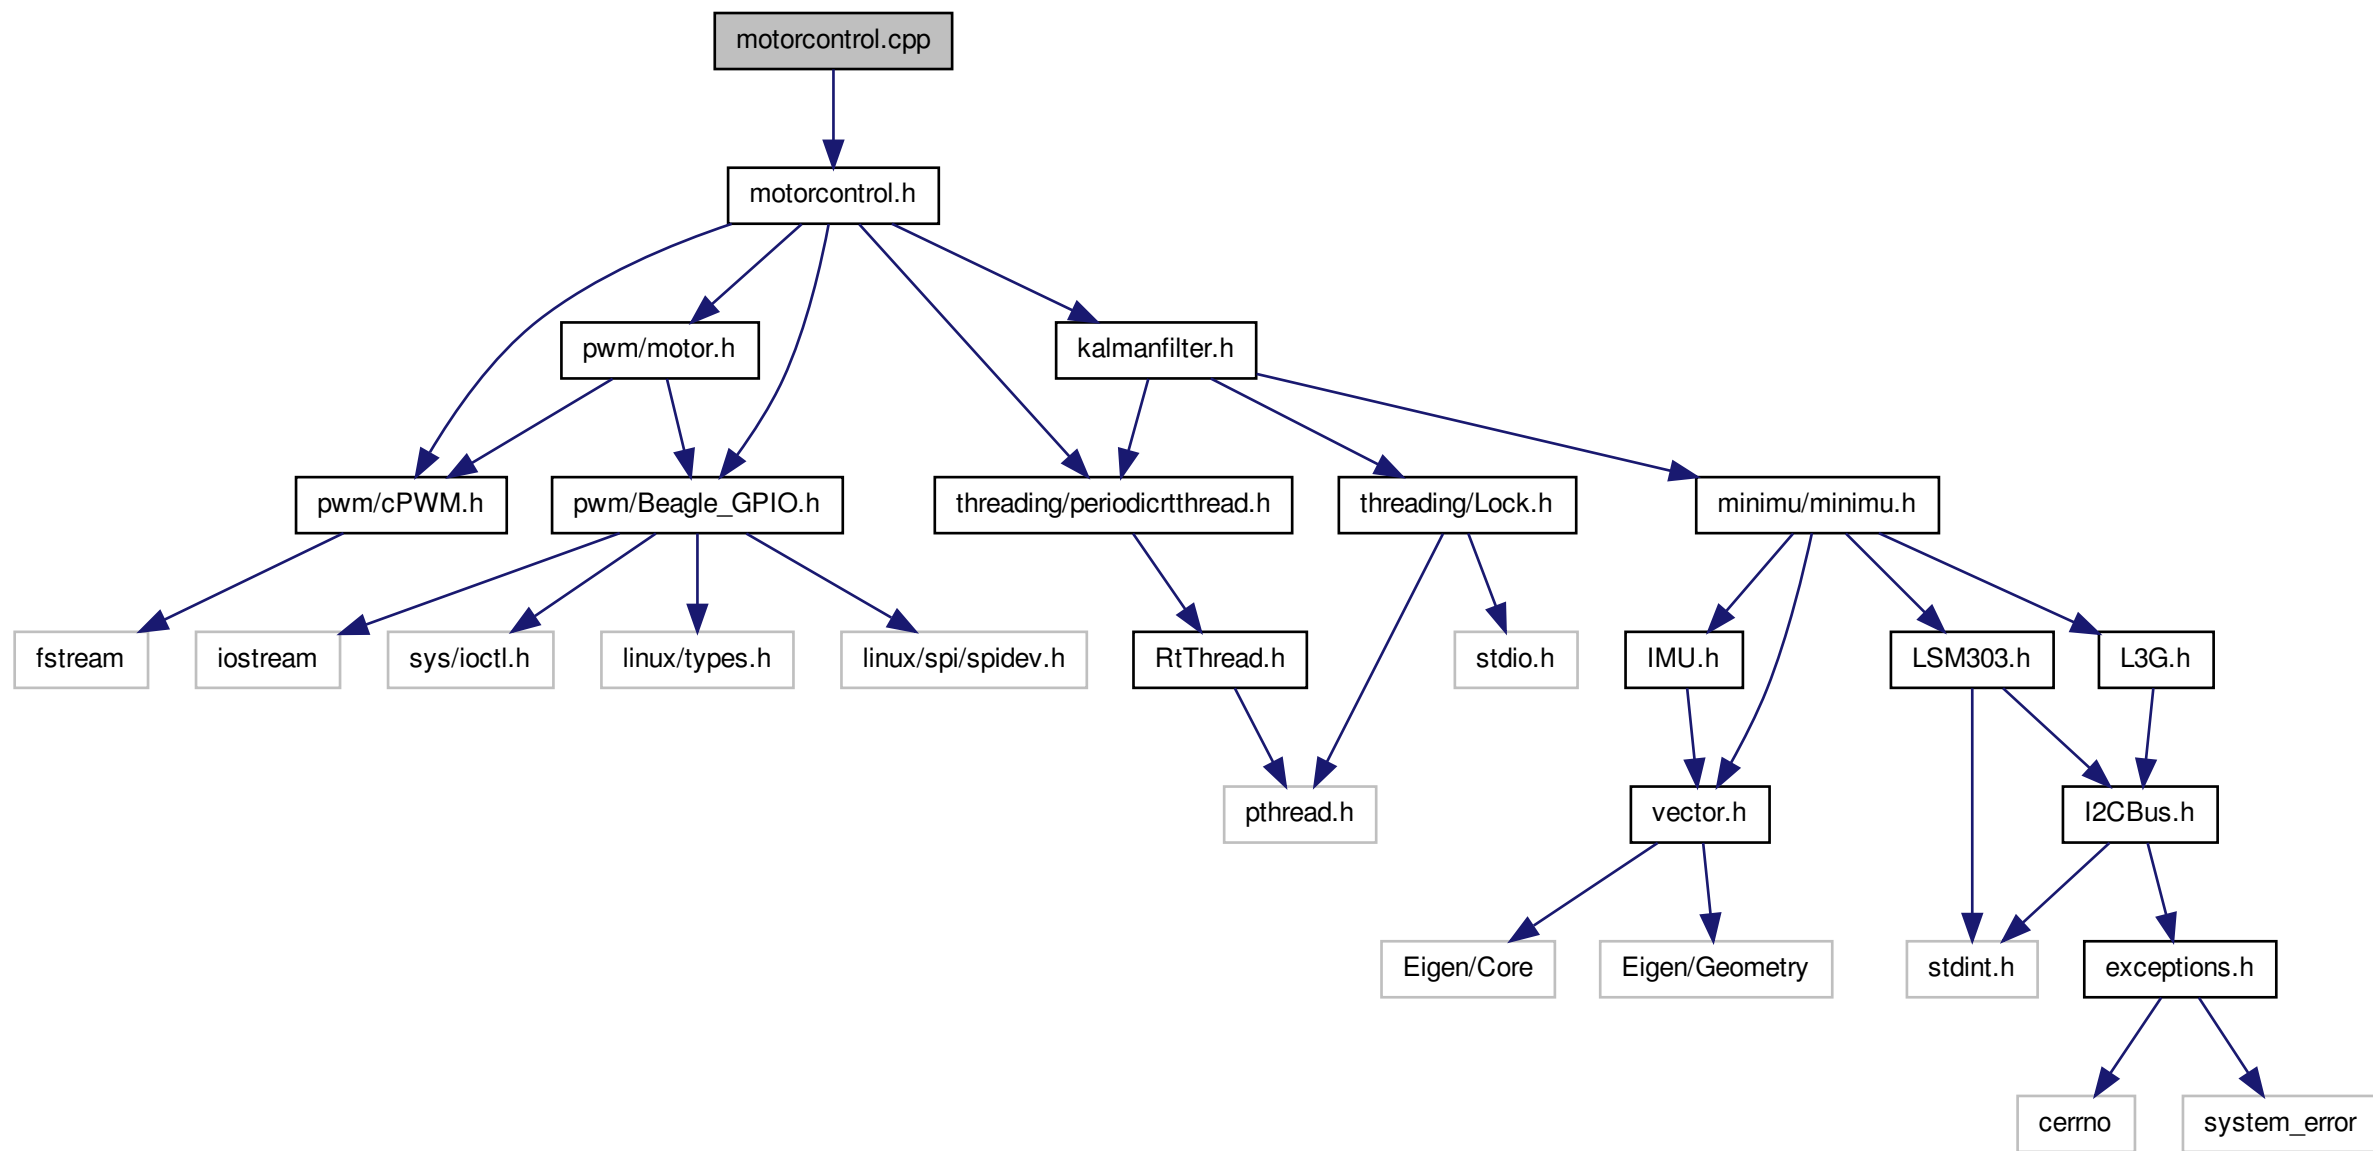 motorcontrol.cpp
motorcontrol.h
pwm/motor.h
kalmanfilter.h
pwm/cPWM.h
pwm/Beagle_GPIO.h
threading/periodicrtthread.h
threading/Lock.h
minimu/minimu.h
fstream
iostream
sys/ioctl.h
linux/types.h
linux/spi/spidev.h
RtThread.h
stdio.h
IMU.h
LSM303.h
L3G.h
pthread.h
vector.h
I2CBus.h
Eigen/Core
Eigen/Geometry
stdint.h
exceptions.h
cerrno
system_error